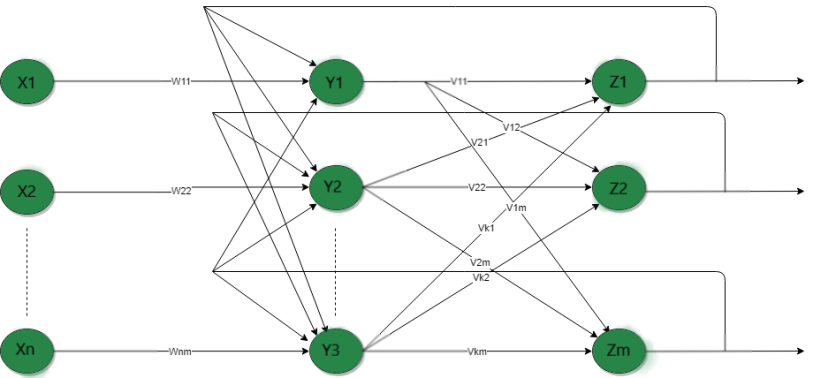 X1 W11 Y1 V11 Z1
V12
V21
X2 W22 Y2 V22 Z2
V1m
Vk1
V2m
Vk2
Xn Wnm Y3 Vkm Zm